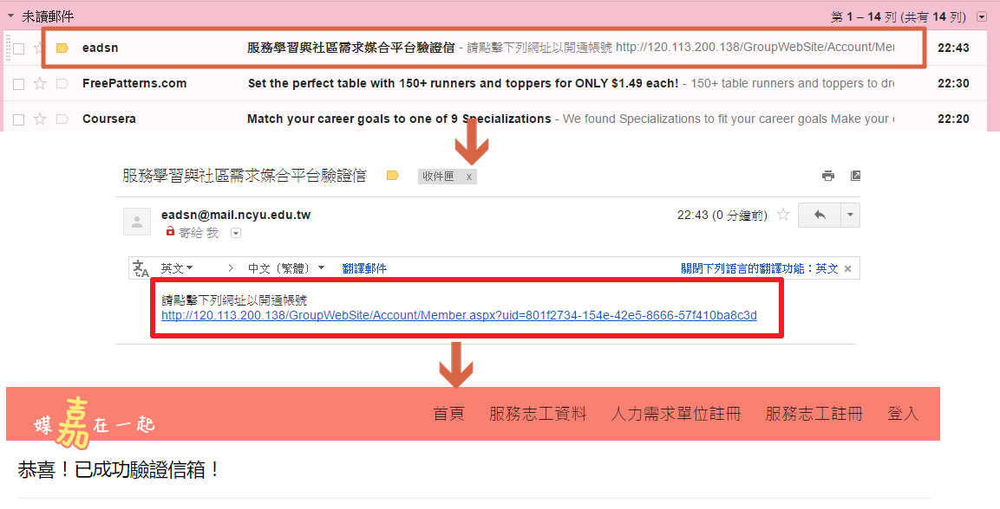 未讀郵件 第 1 – 14 列 (共有 14 列)
eadsn 服務學習與社區需求媒合平台驗證信 - 請點擊下列網址以開通帳號 http://120.113.200.138/GroupWebSite/Account/Mem
FreePatterns.com Set the perfect table with 150+ runners and toppers for ONLY $1.49 each! - 150+ table runners and toppers to dre 22:30
Coursera Match your career goals to one of 9 Specializations - We found Specializations to fit your career goals Make your 22:20
服務學習與社區需求媒合平台驗證信 收件匣 x
eadsn@mail.ncyu.edu.tw 22:43 (0 分鐘前)
寄給 我
英文 > 中文（繁體） 翻譯郵件 關閉下列語言的翻譯功能：英文 ×
請點擊下列網址以開通帳號
http://120.113.200.138/GroupWebSite/Account/Member.aspx?uid=801f2734-154e-42e5-8666-57f410ba8c3d
媒嘉在一起 首頁 服務志工資料 人力需求單位註冊 服務志工註冊 登入
恭喜！已成功驗證信箱！